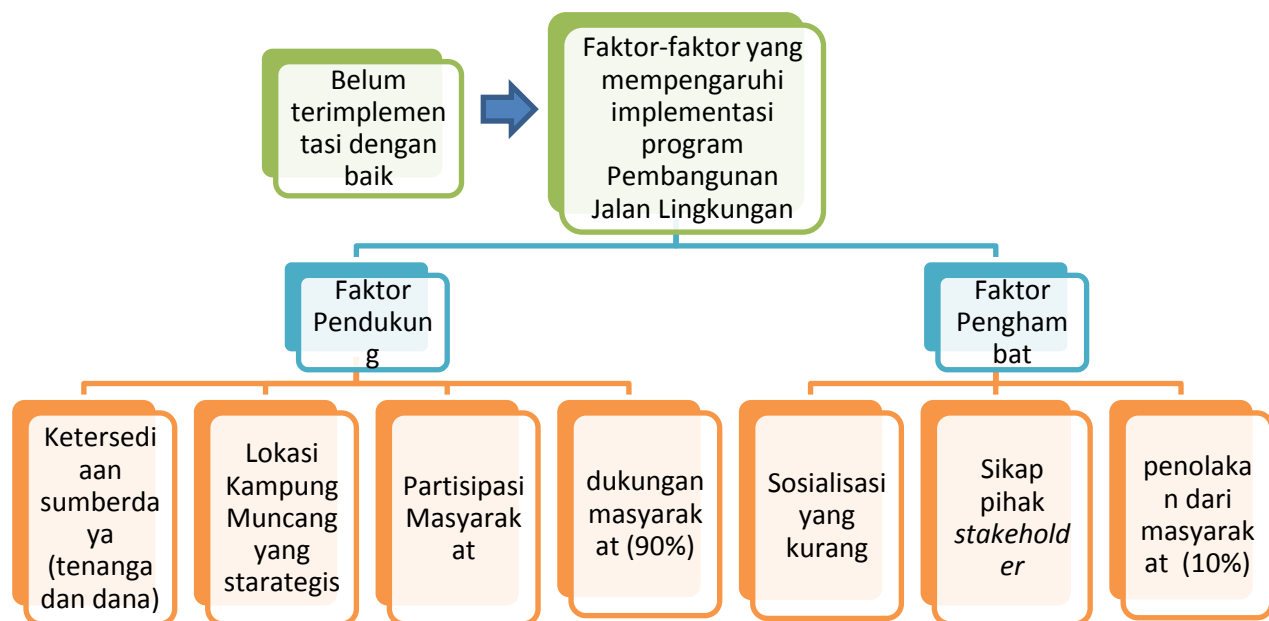 Belum
terimplemen
tasi dengan
baik
Faktor-faktor yang
mempengaruhi
implementasi
program
Pembangunan
Jalan Lingkungan
Faktor
Pendukun
g
Faktor
Pengham
bat
Ketersedi
aan
sumberda
ya
(tenanga
dan dana)
Lokasi
Kampung
Muncang
yang
starategis
Partisipasi
Masyarak
at
dukungan
masyarak
at (90%)
Sosialisasi
yang
kurang
Sikap
pihak
stakehold
er
penolaka
n dari
masyarak
at (10%)